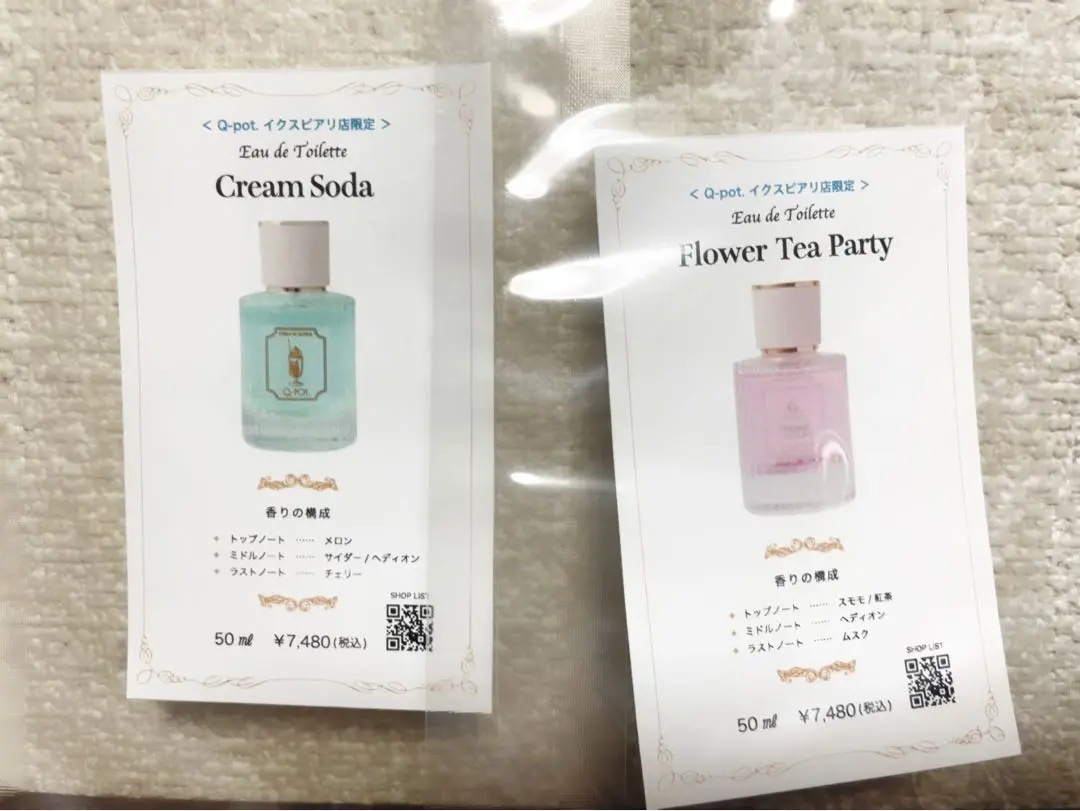 < Q-pot. イクスピアリ店限定 >
Eau de Toilette
Cream Soda
Q-POT.
香りの構成
トップノート …… メロン
ミドルノート …… サイダー / ヘディオン
ラストノート …… チェリー
SHOP LIST
50 ml ¥7,480(税込)
< Q-pot. イクスピアリ店限定 >
Eau de Toilette
Flower Tea Party
香りの構成
トップノート …… スモモ / 紅茶
ミドルノート …… ヘディオン
ラストノート …… ムスク
SHOP LIST
50 ml ¥7,480(税込)